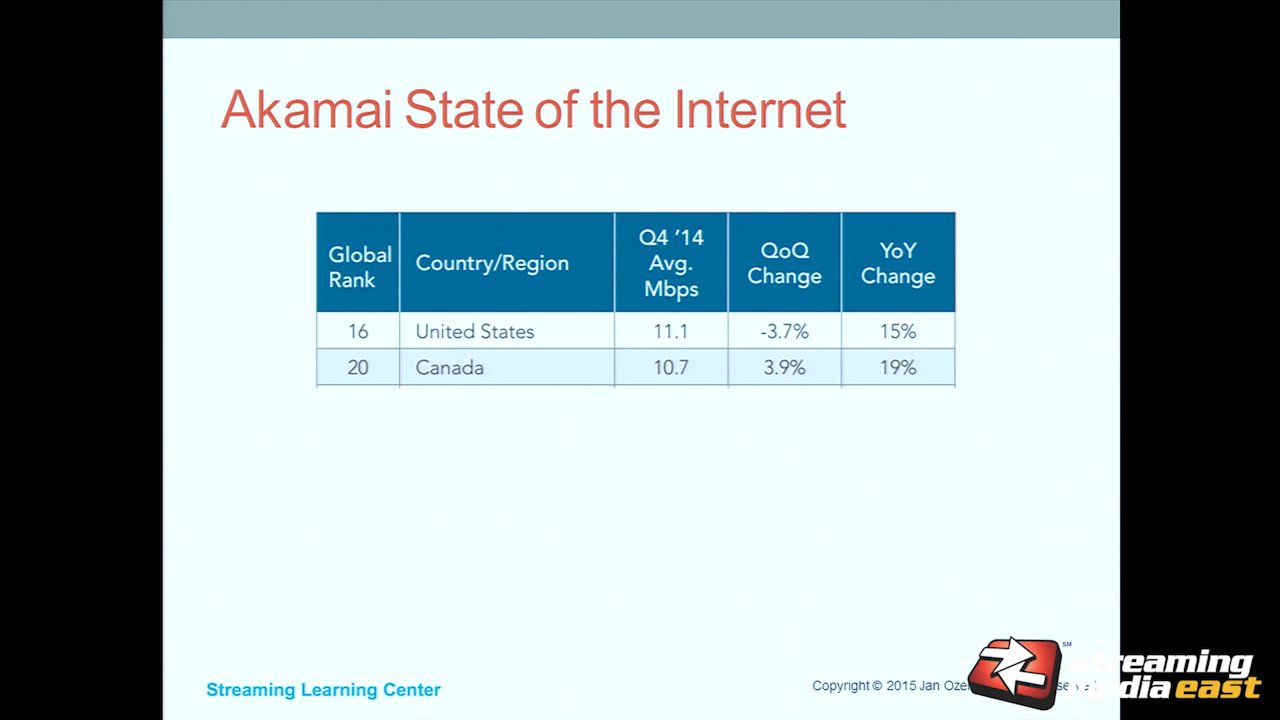 Akamai State of the Internet
Global Rank Country/Region Q4 ’14 Avg. Mbps QoQ Change YoY Change
16 United States 11.1 -3.7% 15%
20 Canada 10.7 3.9% 19%
Streaming Learning Center
Copyright © 2015 Jan
SM
streaming
media east